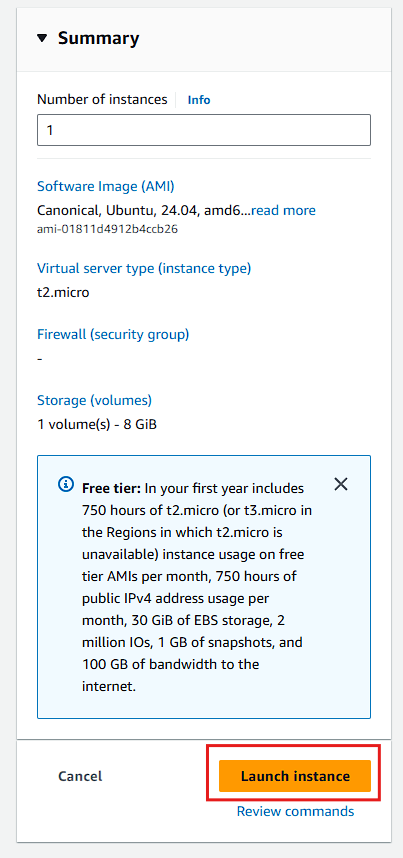 Summary
Number of instances
Info
1
Software Image (AMI)
Canonical, Ubuntu, 24.04, amd6...read more
ami-01811d4912b4ccb26
Virtual server type (instance type)
t2.micro
Firewall (security group)
-
Storage (volumes)
1 volume(s) - 8 GiB
Free tier: In your first year includes
750 hours of t2.micro (or t3.micro in
the Regions in which t2.micro is
unavailable) instance usage on free
tier AMIs per month, 750 hours of
public IPv4 address usage per
month, 30 GiB of EBS storage, 2
million IOs, 1 GB of snapshots, and
100 GB of bandwidth to the
internet.
Cancel
Launch instance
Review commands